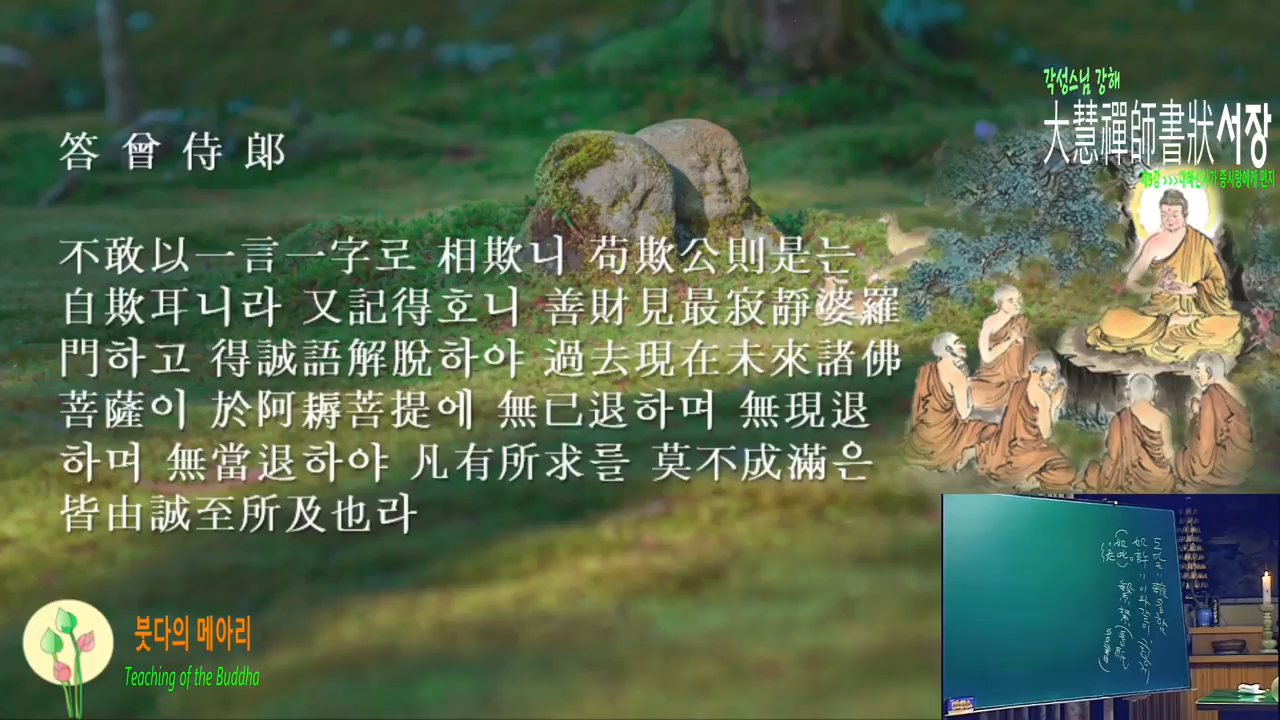 答 曾 侍 郎
不敢以一言一字로 相欺니 苟欺公則是는
自欺耳니라 又記得호니 善財見最寂靜婆羅
門하고 得誠語解脫하야 過去現在未來諸佛
菩薩이 於阿耨菩提에 無已退하며 無現退
하며 無當退하야 凡有所求를 莫不成滿은
皆由誠至所及也라
각성스님 강해
大慧禪師書狀서장
붓다의 메아리
Teaching of the Buddha